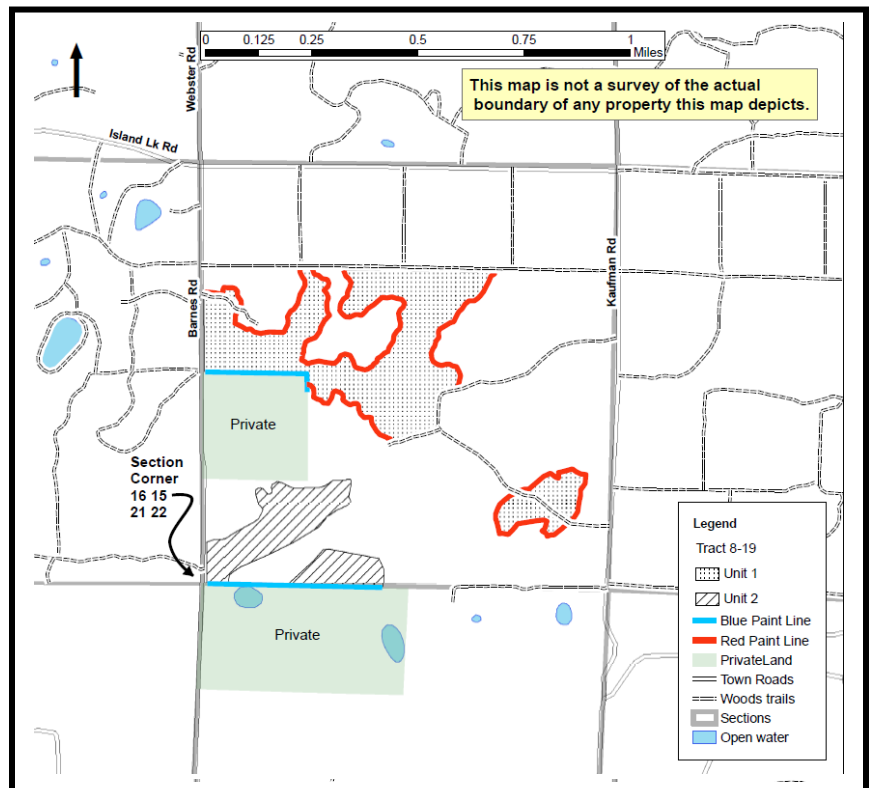 0 0.125 0.25 0.5 0.75 1
Miles
Webster Rd
This map is not a survey of the actual
boundary of any property this map depicts.
Island Lk Rd
Barnes Rd
Kaufman Rd
Private
Section
Corner
16 15
21 22
Private
Legend
Tract 8-19
Unit 1
Unit 2
Blue Paint Line
Red Paint Line
PrivateLand
Town Roads
Woods trails
Sections
Open water